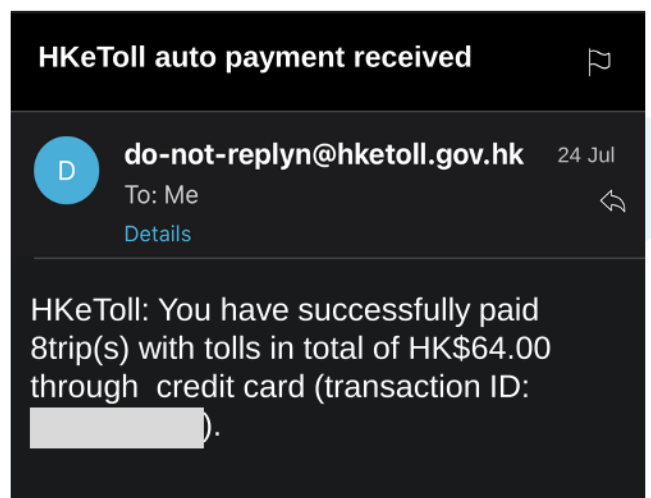 HKeToll auto payment received
D
do-not-replyn@hketoll.gov.hk 24 Jul
To: Me
Details
HKeToll: You have successfully paid
8trip(s) with tolls in total of HK$64.00
through  credit card (transaction ID:
).